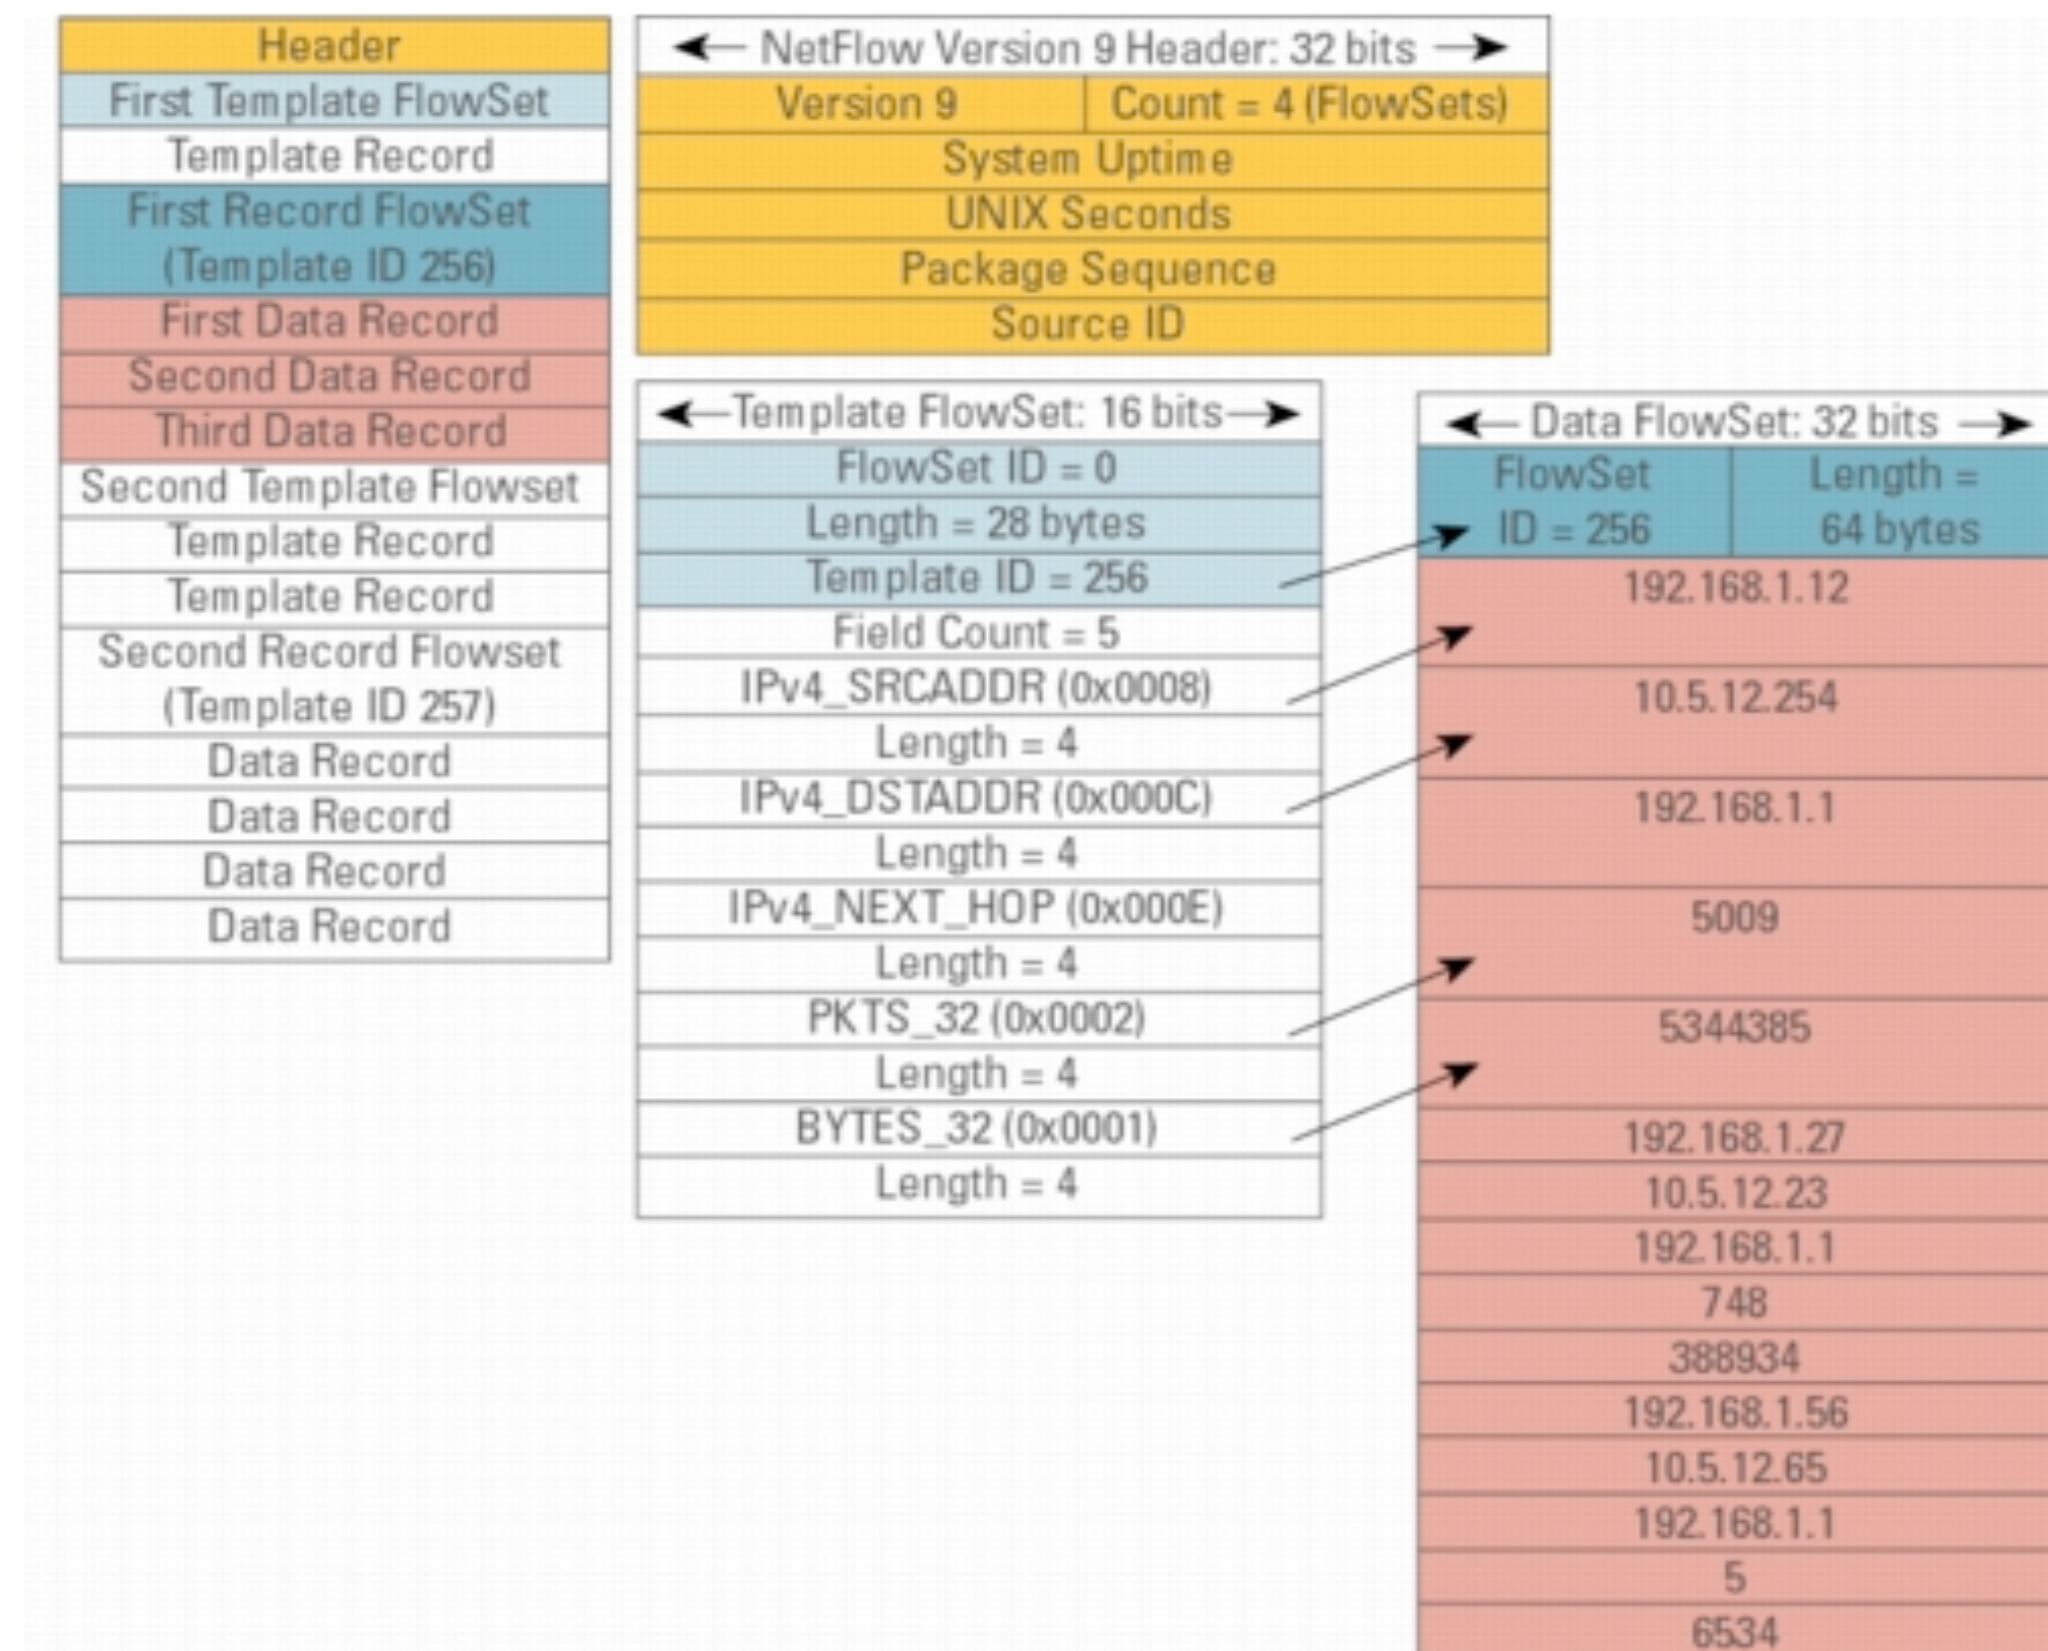 Header
First Template FlowSet
Template Record
First Record FlowSet
(Template ID 256)
First Data Record
Second Data Record
Third Data Record
Second Template Flowset
Template Record
Template Record
Second Record Flowset
(Template ID 257)
Data Record
Data Record
Data Record
Data Record
NetFlow Version 9 Header: 32 bits
Version 9
Count = 4 (FlowSets)
System Uptime
UNIX Seconds
Package Sequence
Source ID
Template FlowSet: 16 bits
FlowSet ID = 0
Length = 28 bytes
Template ID = 256
Field Count = 5
IPv4_SRCADDR (0x0008)
Length = 4
IPv4_DSTADDR (0x000C)
Length = 4
IPv4_NEXT_HOP (0x000E)
Length = 4
PKTS_32 (0x0002)
Length = 4
BYTES_32 (0x0001)
Length = 4
Data FlowSet: 32 bits
FlowSet
ID = 256
Length =
64 bytes
192.168.1.12
10.5.12.254
192.168.1.1
5009
5344385
192.168.1.27
10.5.12.23
192.168.1.1
748
388934
192.168.1.56
10.5.12.65
192.168.1.1
5
6534